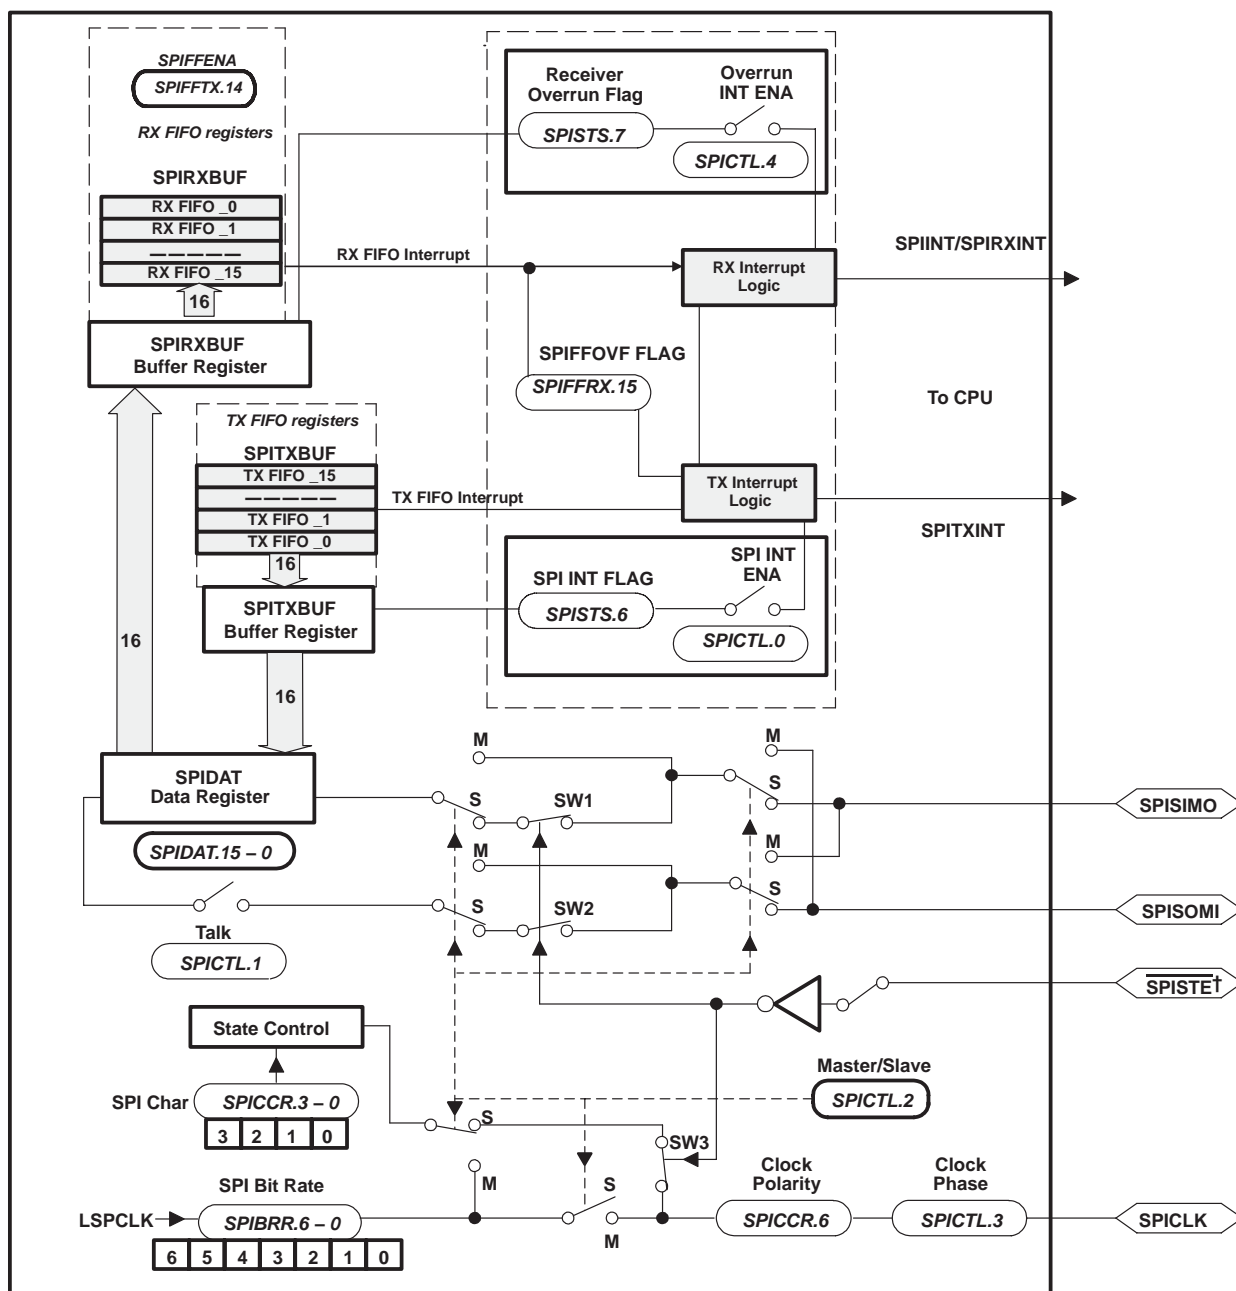 SPIFFENA
SPIFFTX.14
RX FIFO registers
SPIRXBUF
RX FIFO _0
RX FIFO _1
— — — — —
RX FIFO _15
16
SPIRXBUF
Buffer Register
Receiver
Overrun Flag
SPISTS.7
Overrun
INT ENA
SPICTL.4
RX FIFO Interrupt
RX Interrupt
Logic
SPIINT/SPIRXINT
SPIFFOVF FLAG
SPIFFRX.15
To CPU
TX FIFO registers
SPITXBUF
TX FIFO _15
— — — — —
TX FIFO _1
TX FIFO _0
16
TX FIFO Interrupt
TX Interrupt
Logic
SPITXINT
SPITXBUF
Buffer Register
SPI INT FLAG
SPISTS.6
SPI INT
ENA
SPICTL.0
16
16
SPIDAT
Data Register
SPIDAT.15 – 0
M
S
SW1
M
S
SPISIMO
M
S
SW2
M
S
SPISOMI
Talk
SPICTL.1
SPISTE†
State Control
Master/Slave
SPICTL.2
SPI Char
SPICCR.3 – 0
3 2 1 0
S
SW3
M
SPI Bit Rate
LSPCLK
SPIBRR.6 – 0
6 5 4 3 2 1 0
S
M
Clock
Polarity
SPICCR.6
Clock
Phase
SPICTL.3
SPICLK